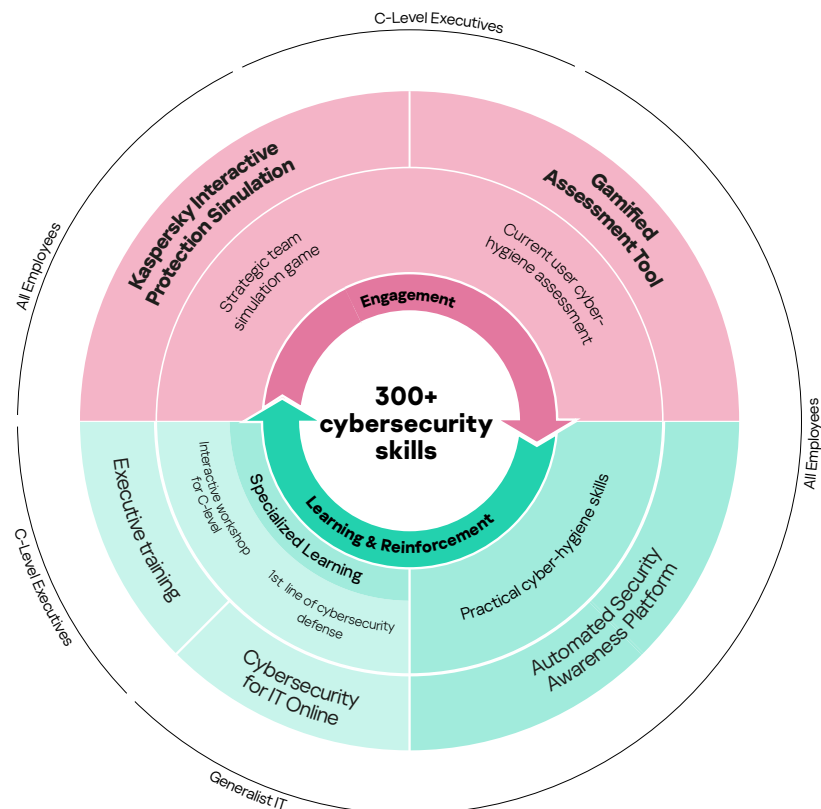 C-Level Executives
All Employees
Kaspersky Interactive
Protection Simulation
Gamified
Assessment Tool
Strategic team
simulation game
Current user cyber-
hygiene assessment
Engagement
300+
cybersecurity
skills
All Employees
Learning & Reinforcement
Specialized Learning
Interactive workshop
for C-level
1st line of cybersecurity
defense
Practical cyber-hygiene skills
Executive training
Cybersecurity
for IT Online
Automated Security
Awareness Platform
C-Level Executives
Generalist IT